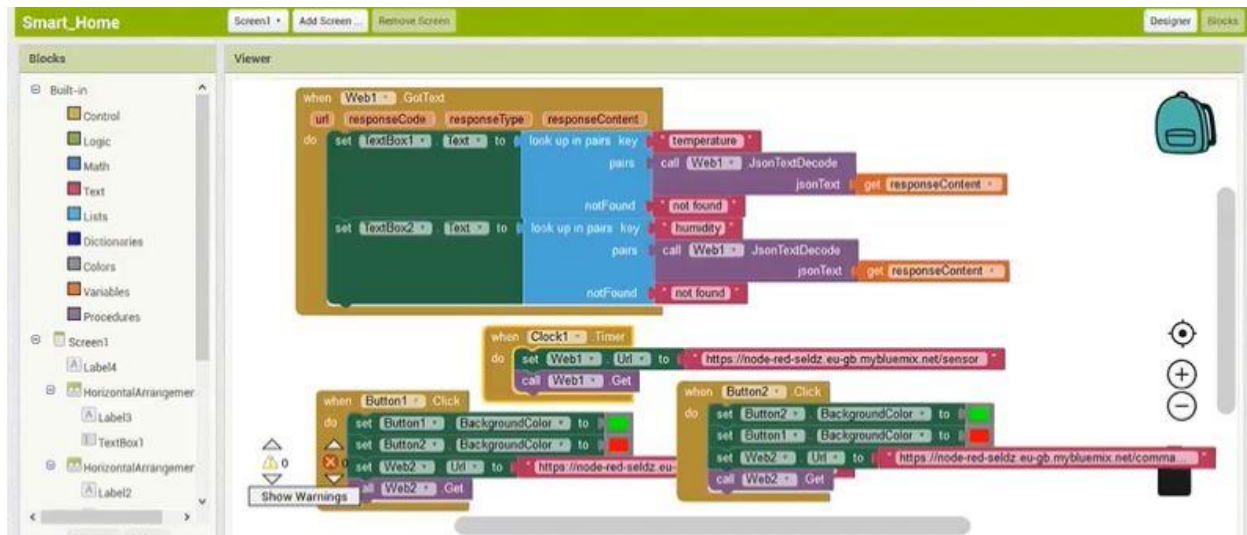 Smart_Home Screen1 Add Screen ... Remove Screen Designer Blocks
Blocks
Viewer
Built-in
Control
Logic
Math
Text
Lists
Dictionaries
Colors
Variables
Procedures
Screen1
Label4
HorizontalArrangemer
Label3
TextBox1
HorizontalArrangemer
Label2
when Web1 .GotText
url responseCode responseType responseContent
do set TextBox1 . Text to look up in pairs key " temperature "
pairs call Web1 .JsonTextDecode
jsonText get responseContent
notFound " not found "
set TextBox2 . Text to look up in pairs key " humidity "
pairs call Web1 .JsonTextDecode
jsonText get responseContent
notFound " not found "
when Clock1 .Timer
do set Web1 . Url to " https://node-red-seldz.eu-gb.mybluemix.net/sensor "
call Web1 .Get
when Button1 .Click
do set Button1 . BackgroundColor to
set Button2 . BackgroundColor to
set Web2 . Url to " https://node-red-seldz.eu-
Web2 .Get
0
Show Warnings
when Button2 .Click
do set Button2 . BackgroundColor to
set Button1 . BackgroundColor to
set Web2 . Url to " https://node-red-seldz.eu-gb.mybluemix.net/comma... "
call Web2 .Get